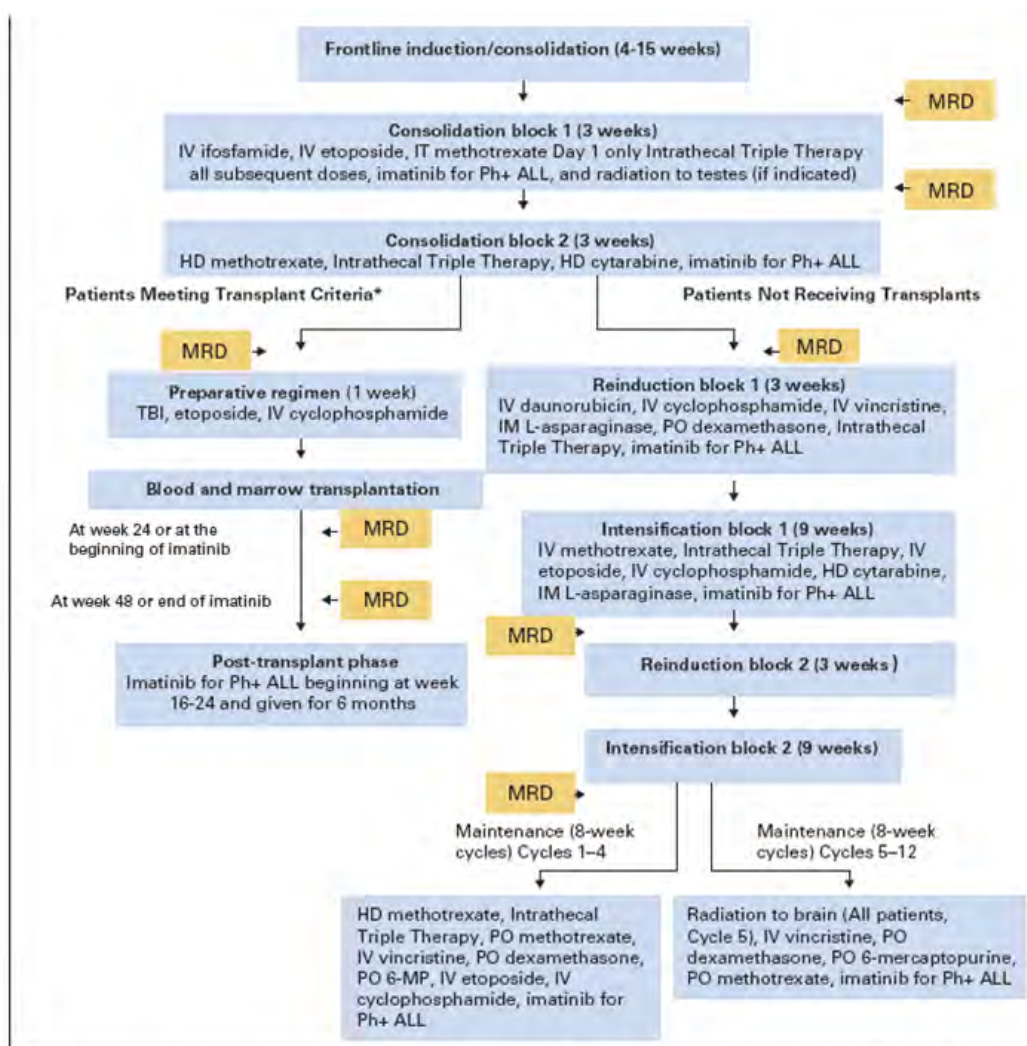 Frontline induction/consolidation (4-15 weeks)
MRD
Consolidation block 1 (3 weeks)
IV ifosfamide, IV etoposide, IT methotrexate Day 1 only Intrathecal Triple Therapy
all subsequent doses, imatinib for Ph+ ALL, and radiation to testes (if indicated)
MRD
Consolidation block 2 (3 weeks)
HD methotrexate, Intrathecal Triple Therapy, HD cytarabine, imatinib for Ph+ ALL
Patients Meeting Transplant Criteria*
Patients Not Receiving Transplants
MRD
MRD
Preparative regimen (1 week)
TBI, etoposide, IV cyclophosphamide
Reinduction block 1 (3 weeks)
IV daunorubicin, IV cyclophosphamide, IV vincristine,
IM L-asparaginase, PO dexamethasone, Intrathecal
Triple Therapy, imatinib for Ph+ ALL
Blood and marrow transplantation
At week 24 or at the
beginning of imatinib
MRD
Intensification block 1 (9 weeks)
IV methotrexate, Intrathecal Triple Therapy, IV
etoposide, IV cyclophosphamide, HD cytarabine,
IM L-asparaginase, imatinib for Ph+ ALL
At week 48 or end of imatinib
MRD
MRD
Post-transplant phase
Imatinib for Ph+ ALL beginning at week
16-24 and given for 6 months
Reinduction block 2 (3 weeks)
Intensification block 2 (9 weeks)
MRD
Maintenance (8-week
cycles) Cycles 1–4
Maintenance (8-week
cycles) Cycles 5–12
HD methotrexate, Intrathecal
Triple Therapy, PO methotrexate,
IV vincristine, PO dexamethasone,
PO 6-MP, IV etoposide, IV
cyclophosphamide, imatinib for
Ph+ ALL
Radiation to brain (All patients,
Cycle 5), IV vincristine, PO
dexamethasone, PO 6-mercaptopurine,
PO methotrexate, imatinib for Ph+ ALL